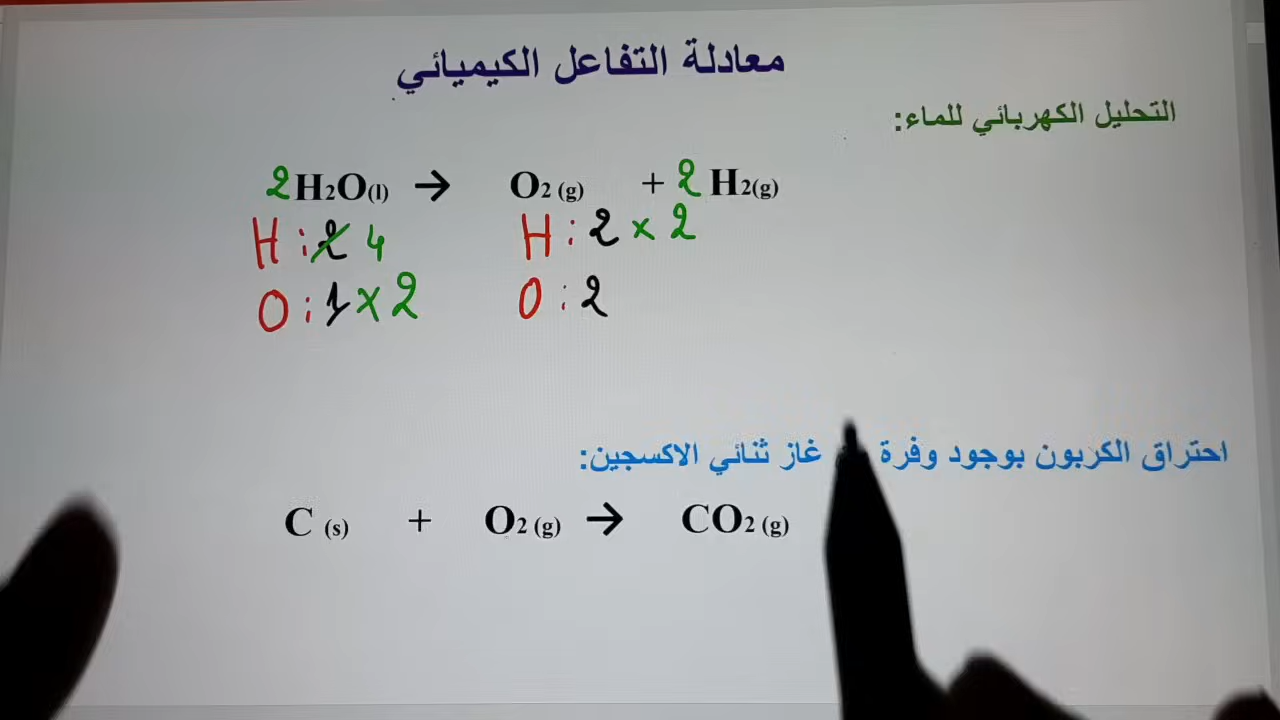 معادلة التفاعل الكيميائي
التحليل الكهربائي للماء:
2H2O(l) → O2 (g) + 2 H2(g)
H : 2 4 H : 2 x 2
O : 1 x 2 O : 2
احتراق الكربون بوجود وفرة غاز ثنائي الاكسجين:
C (s) + O2 (g) → CO2 (g)